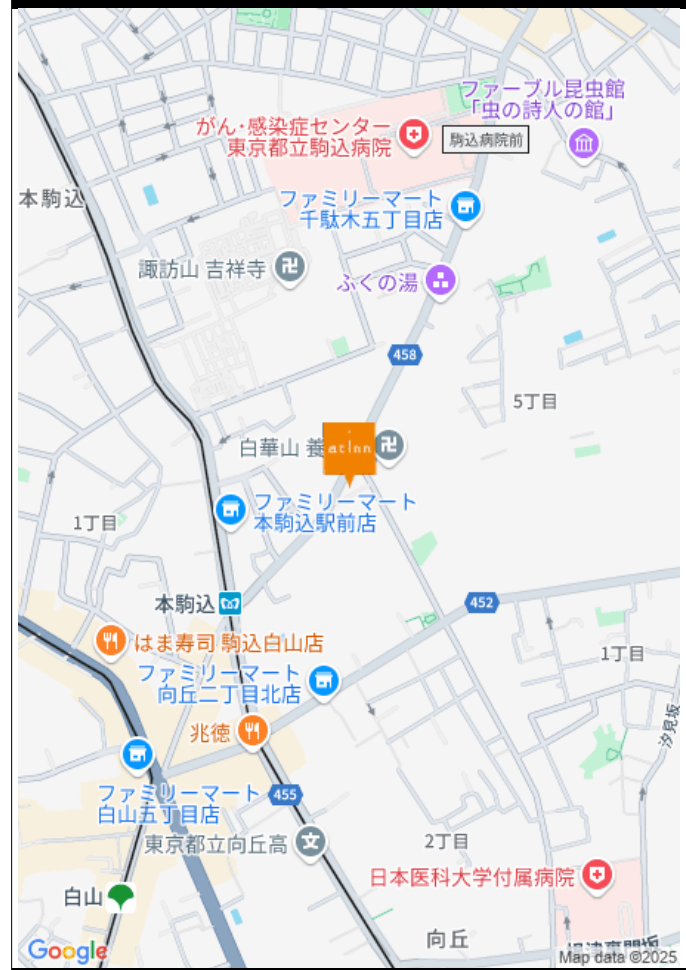 ファーブル昆虫館
「虫の詩人の館」
がん・感染症センター
東京都立駒込病院
駒込病院前
本駒込
ファミリーマート
千駄木五丁目店
諏訪山 吉祥寺
ふくの湯
458
5丁目
白華山 養
at Inn
ファミリーマート
本駒込駅前店
1丁目
本駒込
452
はま寿司 駒込白山店
1丁目
ファミリーマート
向丘二丁目北店
汐見坂
兆徳
ファミリーマート
白山五丁目店
455
東京都立向丘高
文
2丁目
日本医科大学付属病院
白山
向丘
Google
Map data ©2025